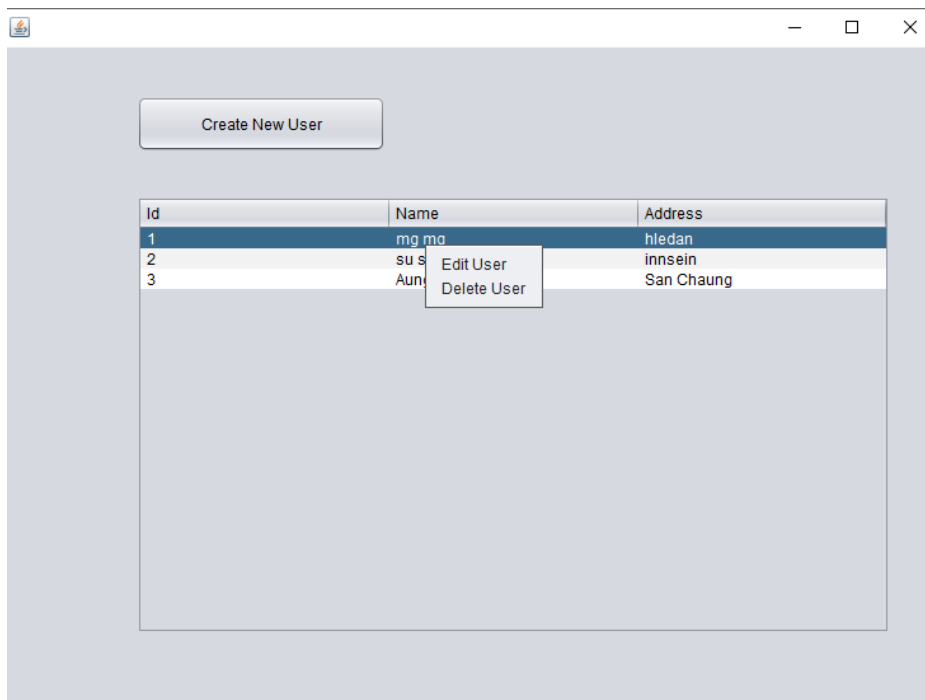 Create New User
Id Name Address
1 mg mg hledan
2 su innsein
3 San Chaung
Edit User
Delete User